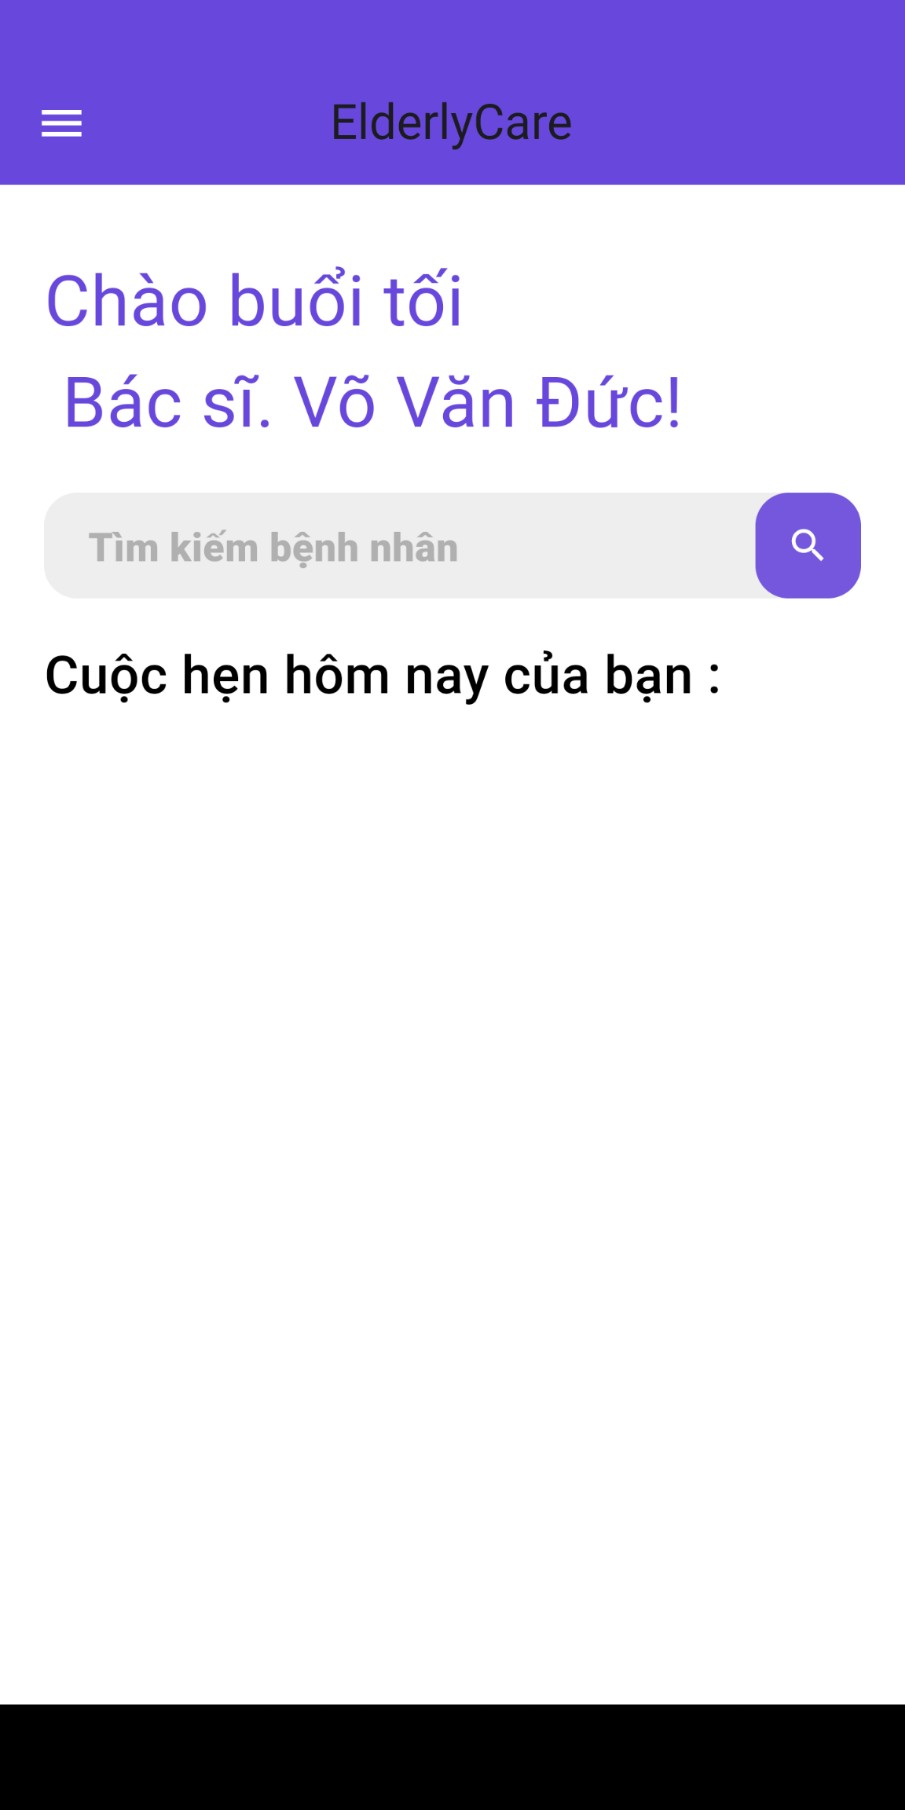 ElderlyCare
Chào buổi tối
Bác sĩ. Võ Văn Đức!
Tìm kiếm bệnh nhân
Cuộc hẹn hôm nay của bạn :